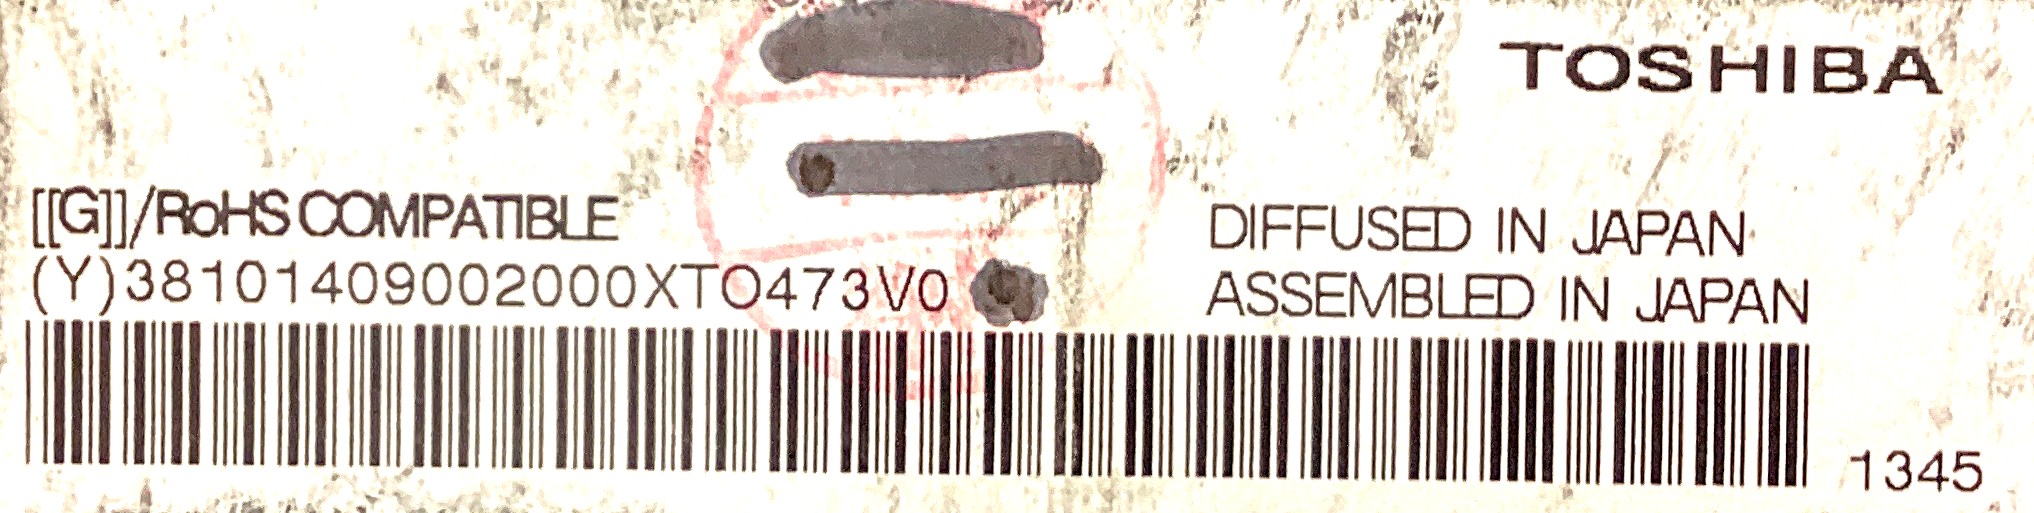 TOSHIBA
[[G]]/RoHS COMPATIBLE
(Y)38101409002000XTO473V0
DIFFUSED IN JAPAN
ASSEMBLED IN JAPAN
1345